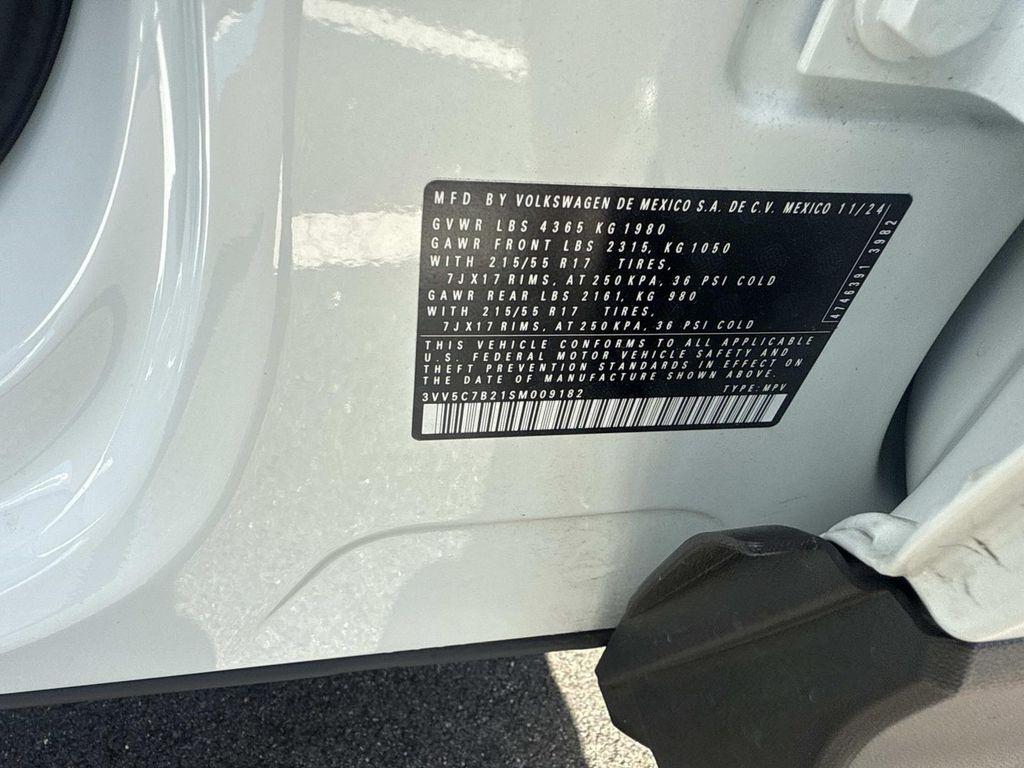 MFD BY VOLKSWAGEN DE MEXICO S.A. DE C.V. MEXICO 11/24
GVWR LBS 4365 KG 1980
GAWR FRONT LBS 2315, KG 1050
WITH 215/55 R17 TIRES,
7JX17 RIMS, AT 250 KPA, 36 PSI COLD
GAWR REAR LBS 2161, KG 980
WITH 215/55 R17 TIRES,
7JX17 RIMS, AT 250 KPA, 36 PSI COLD
THIS VEHICLE CONFORMS TO ALL APPLICABLE
U.S. FEDERAL MOTOR VEHICLE SAFETY AND
THEFT PREVENTION STANDARDS IN EFFECT ON
THE DATE OF MANUFACTURE SHOWN ABOVE.
3VV5C7B21SM009182 TYPE: MPV
4746391 3982